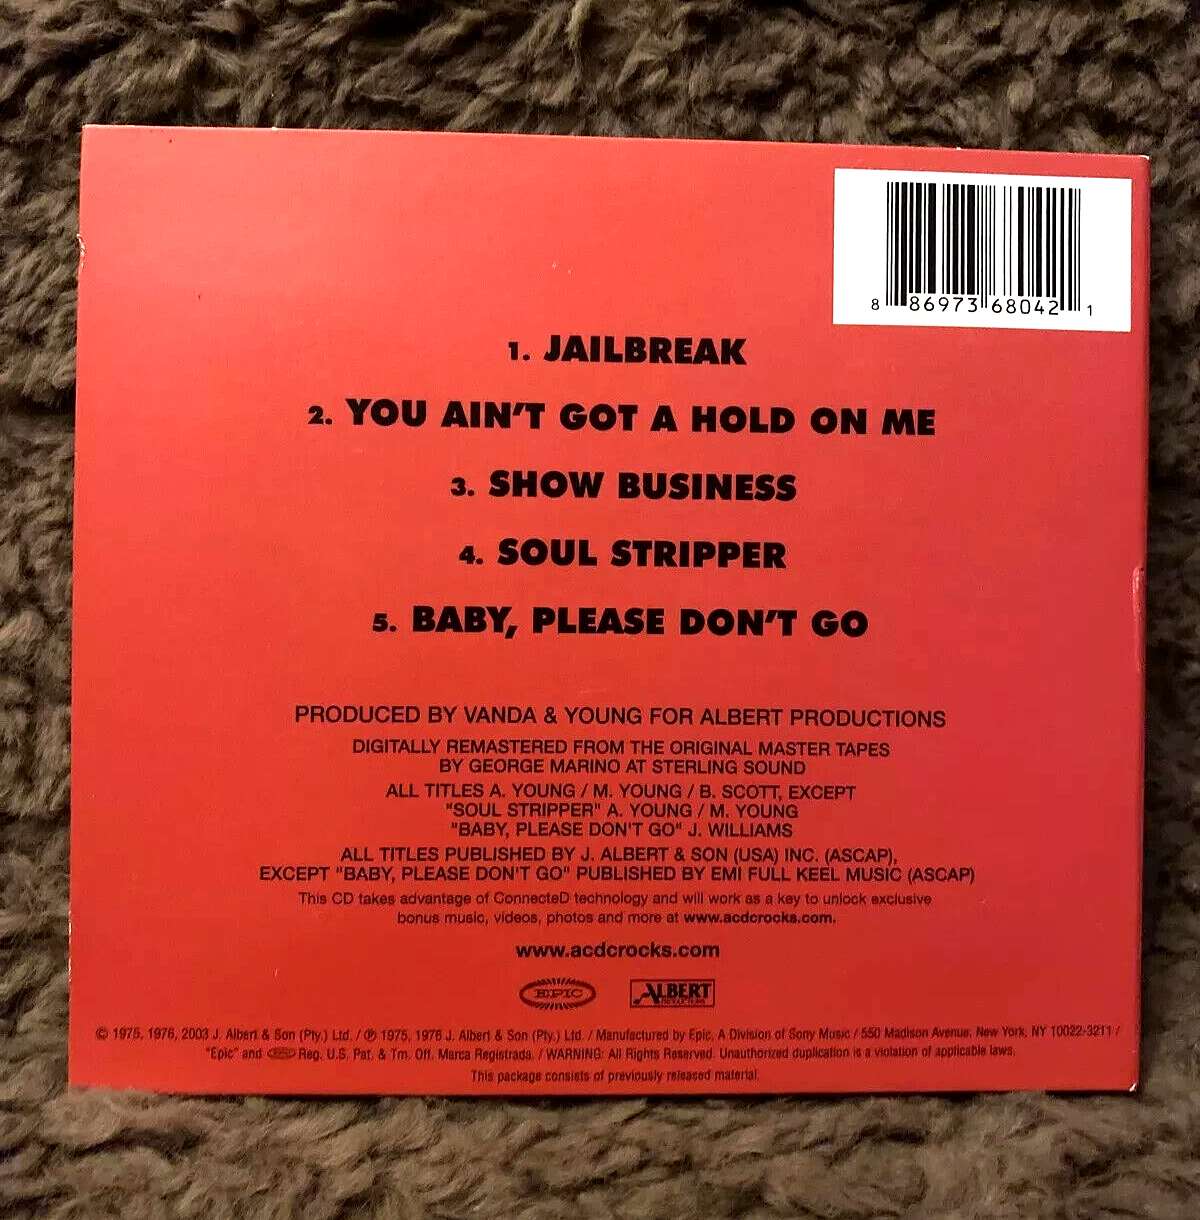 8 86973 68042 1
1. JAILBREAK
2. YOU AIN'T GOT A HOLD ON ME
3. SHOW BUSINESS
4. SOUL STRIPPER
5. BABY, PLEASE DON'T GO
PRODUCED BY VANDA & YOUNG FOR ALBERT PRODUCTIONS
DIGITALLY REMASTERED FROM THE ORIGINAL MASTER TAPES
BY GEORGE MARINO AT STERLING SOUND
ALL TITLES A. YOUNG / M. YOUNG / B. SCOTT, EXCEPT
"SOUL STRIPPER" A. YOUNG / M. YOUNG
"BABY, PLEASE DON'T GO" J. WILLIAMS
ALL TITLES PUBLISHED BY J. ALBERT & SON (USA) INC. (ASCAP),
EXCEPT "BABY, PLEASE DON'T GO" PUBLISHED BY EMI FULL KEEL MUSIC (ASCAP)
This CD takes advantage of ConnecteD technology and will work as a key to unlock exclusive
bonus music, videos, photos and more at www.acdcrocks.com.
www.acdcrocks.com
EPIC ALBERT PRODUCTIONS
© 1975, 1976, 2003 J. Albert & Son (Pty.) Ltd. / ℗ 1975, 1976 J. Albert & Son (Pty.) Ltd. / Manufactured by Epic, A Division of Sony Music / 550 Madison Avenue, New York, NY 10022-3211 /
"Epic" and EPIC Reg. U.S. Pat. & Tm. Off. Marca Registrada. / WARNING: All Rights Reserved. Unauthorized duplication is a violation of applicable laws.
This package consists of previously released material.